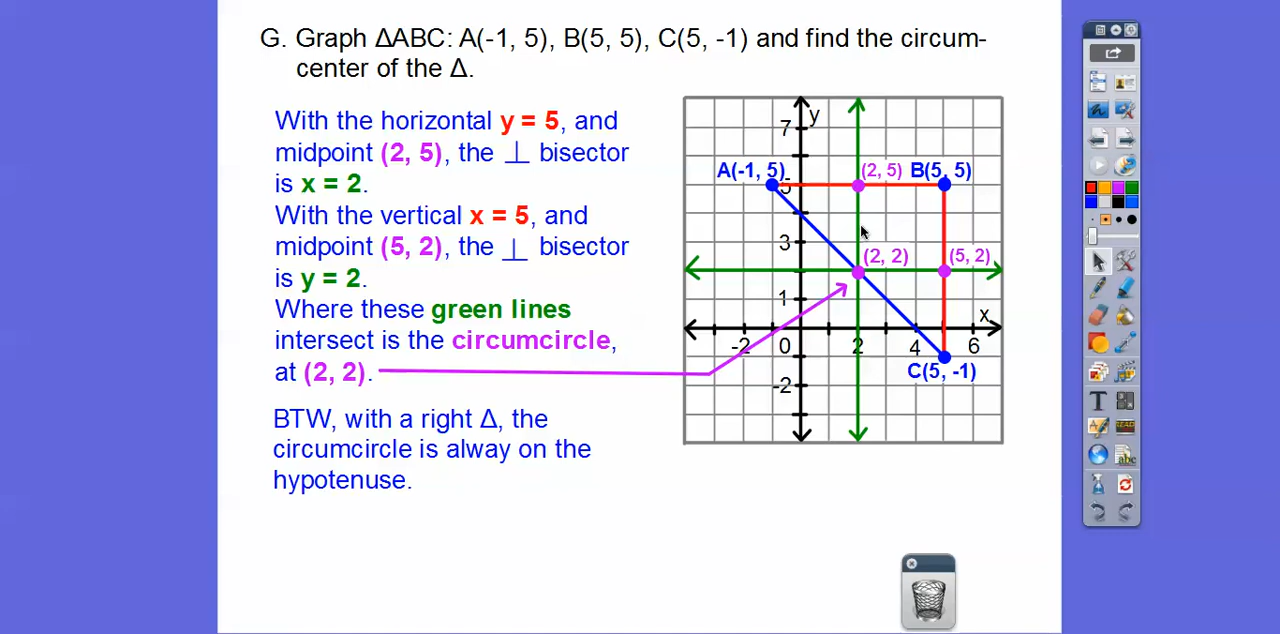 G. Graph ΔABC: A(-1, 5), B(5, 5), C(5, -1) and find the circum-
center of the Δ.
With the horizontal y = 5, and
midpoint (2, 5), the ⊥ bisector
is x = 2.
With the vertical x = 5, and
midpoint (5, 2), the ⊥ bisector
is y = 2.
Where these green lines
intersect is the circumcircle,
at (2, 2).
BTW, with a right Δ, the
circumcircle is alway on the
hypotenuse.
y
7
A(-1, 5) (2, 5) B(5, 5)
5
3
(2, 2) (5, 2)
1
x
-2 0 2 4 6
C(5, -1)
-2
T
READ
abc